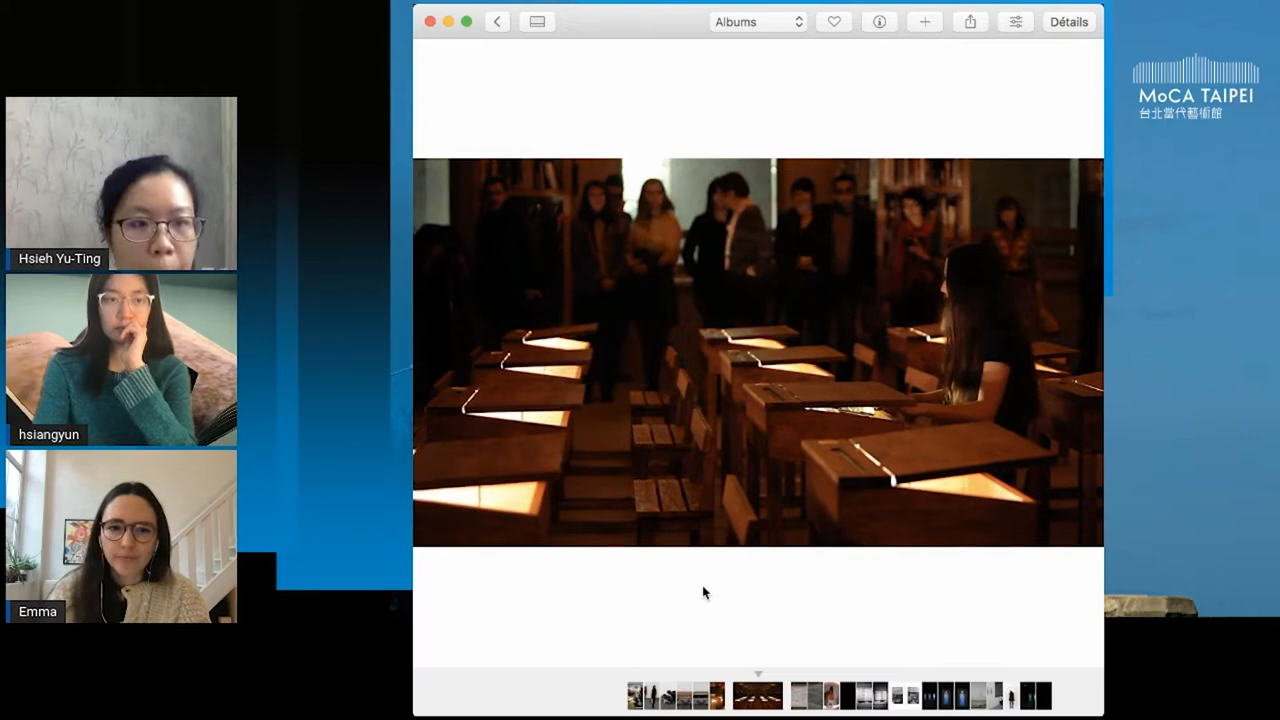 Albums
Détails
MoCA TAIPEI
台北當代藝術館
Hsieh Yu-Ting
hsiangyun
Emma